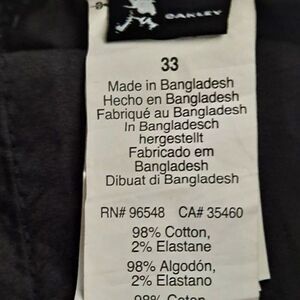 OAKLEY
33
Made in Bangladesh
Hecho en Bangladesh
Fabriqué au Bangladesh
In Bangladesch
hergestellt
Fabricado em
Bangladesh
Dibuat di Bangladesh
RN# 96548 CA# 35460
98% Cotton,
2% Elastane
98% Algodón,
2% Elastano